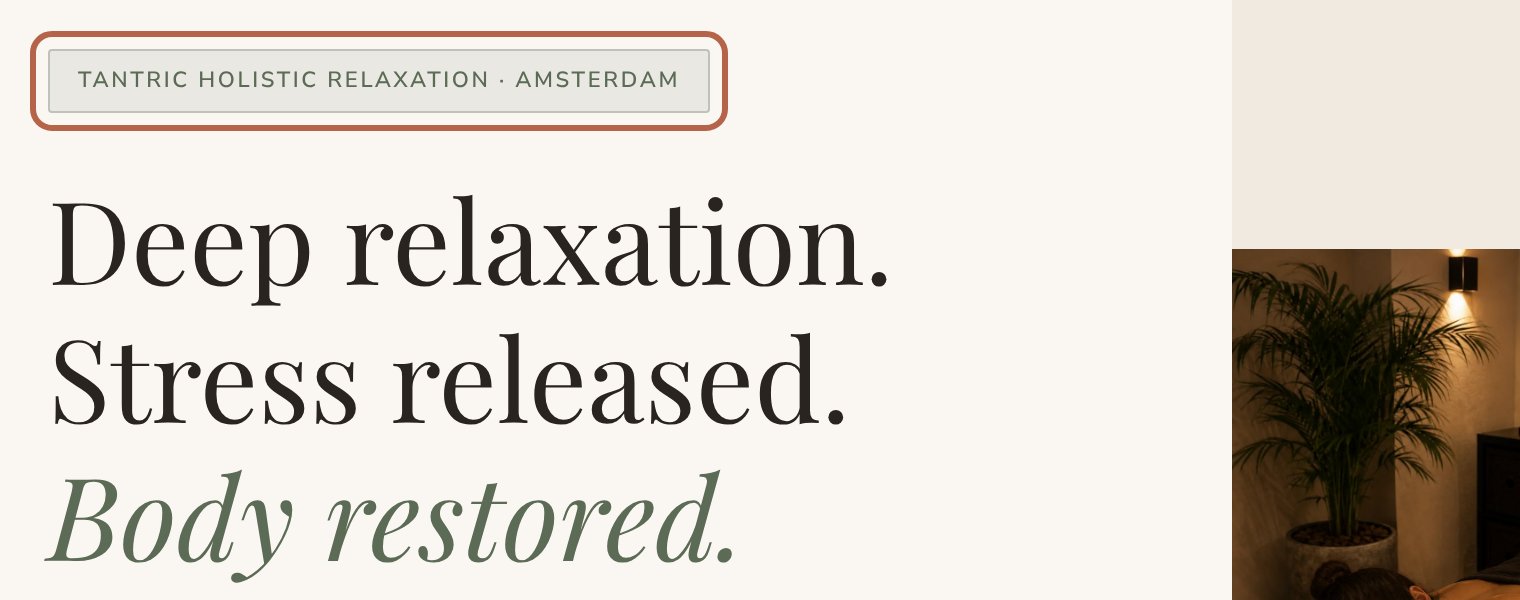 TANTRIC HOLISTIC RELAXATION · AMSTERDAM
Deep relaxation.
Stress released.
Body restored.